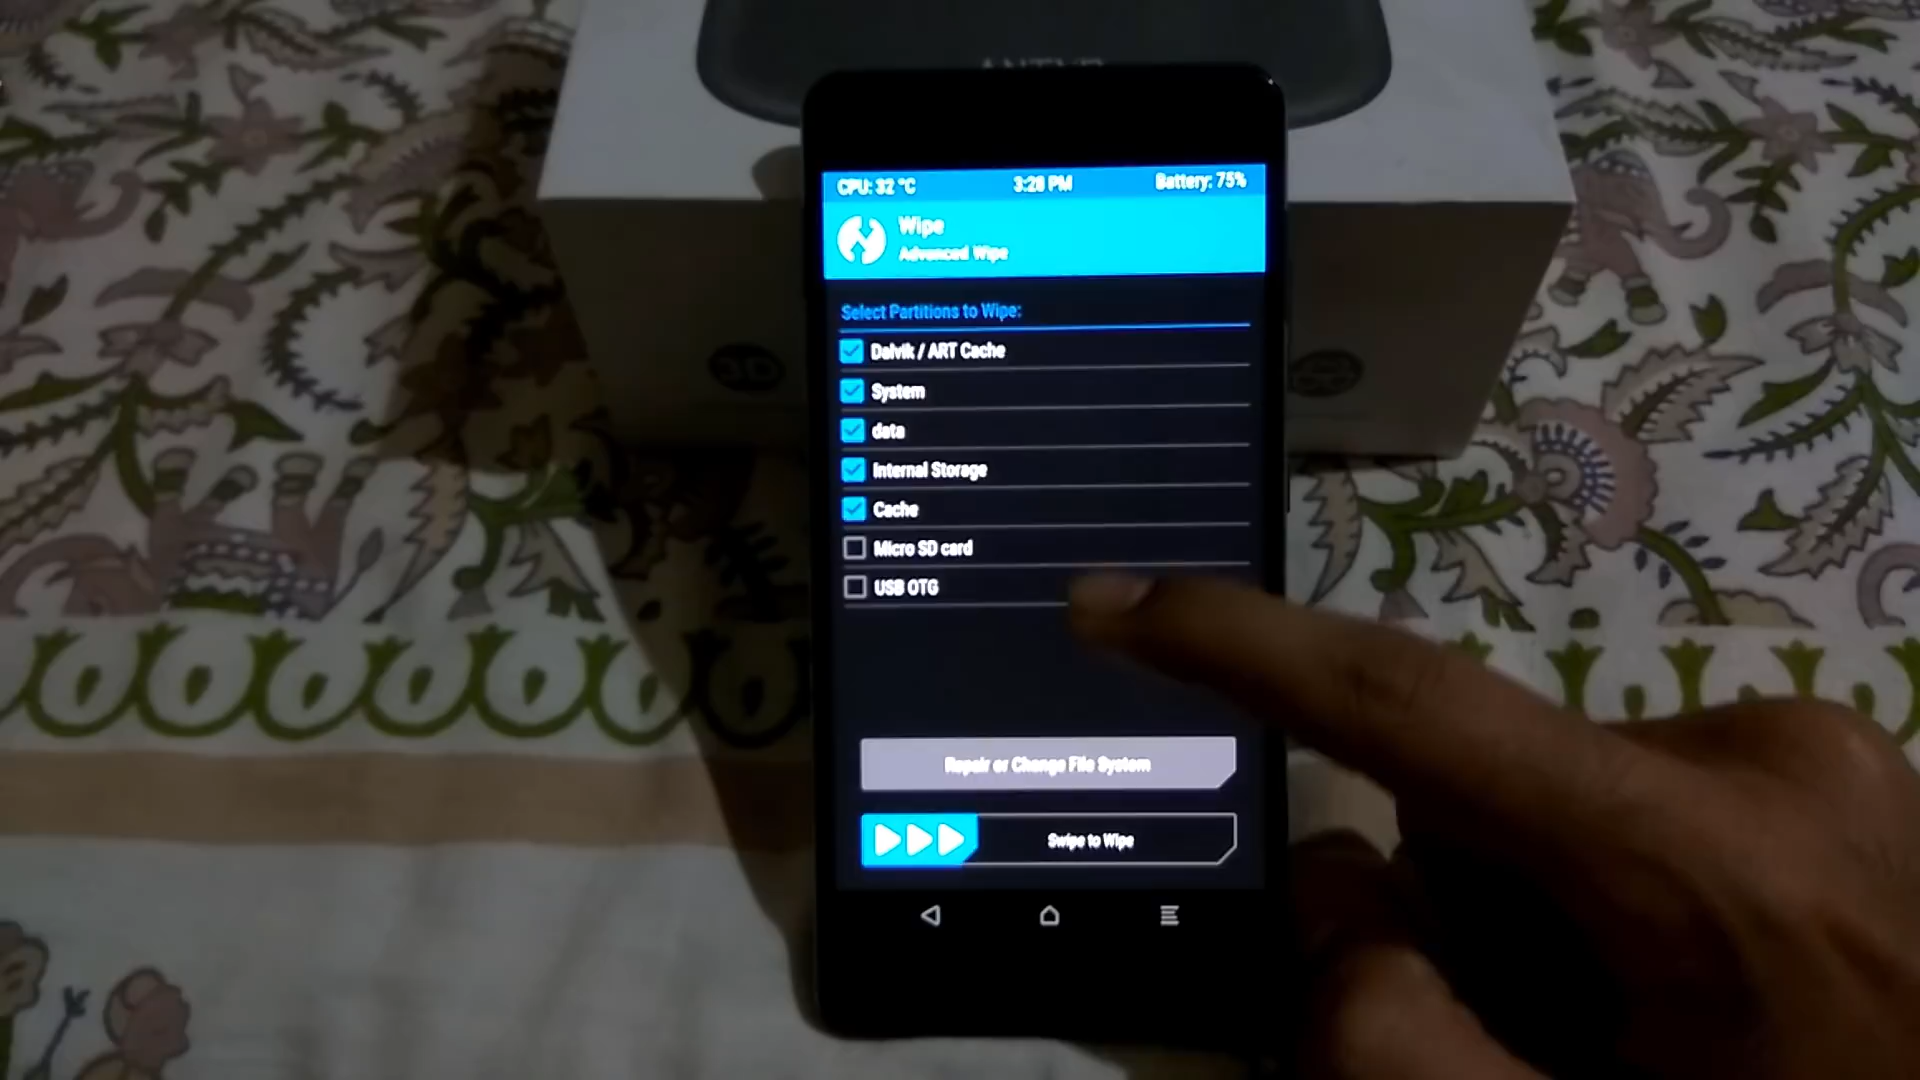 CPU: 32 °C
3:28 PM
Battery: 75%
Wipe
Advanced Wipe
Select Partitions to Wipe:
Dalvik / ART Cache
System
data
Internal Storage
Cache
Micro SD card
USB OTG
Repair or Change File System
Swipe to Wipe
3D